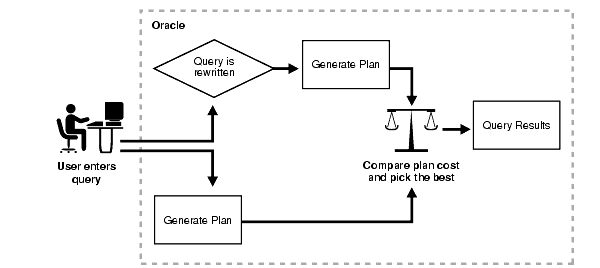 Oracle
Query is
rewritten
Generate Plan
User enters
query
Compare plan cost
and pick the best
Query Results
Generate Plan